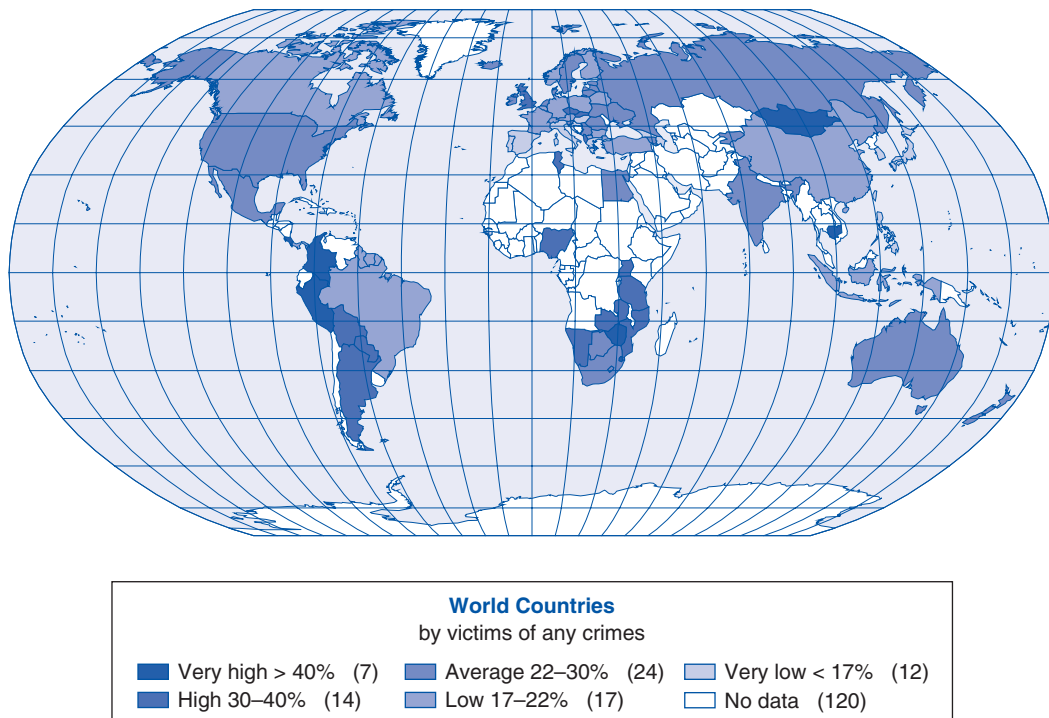 World Countries
by victims of any crimes
Very high > 40% (7) Average 22–30% (24) Very low < 17% (12)
High 30–40% (14) Low 17–22% (17) No data (120)